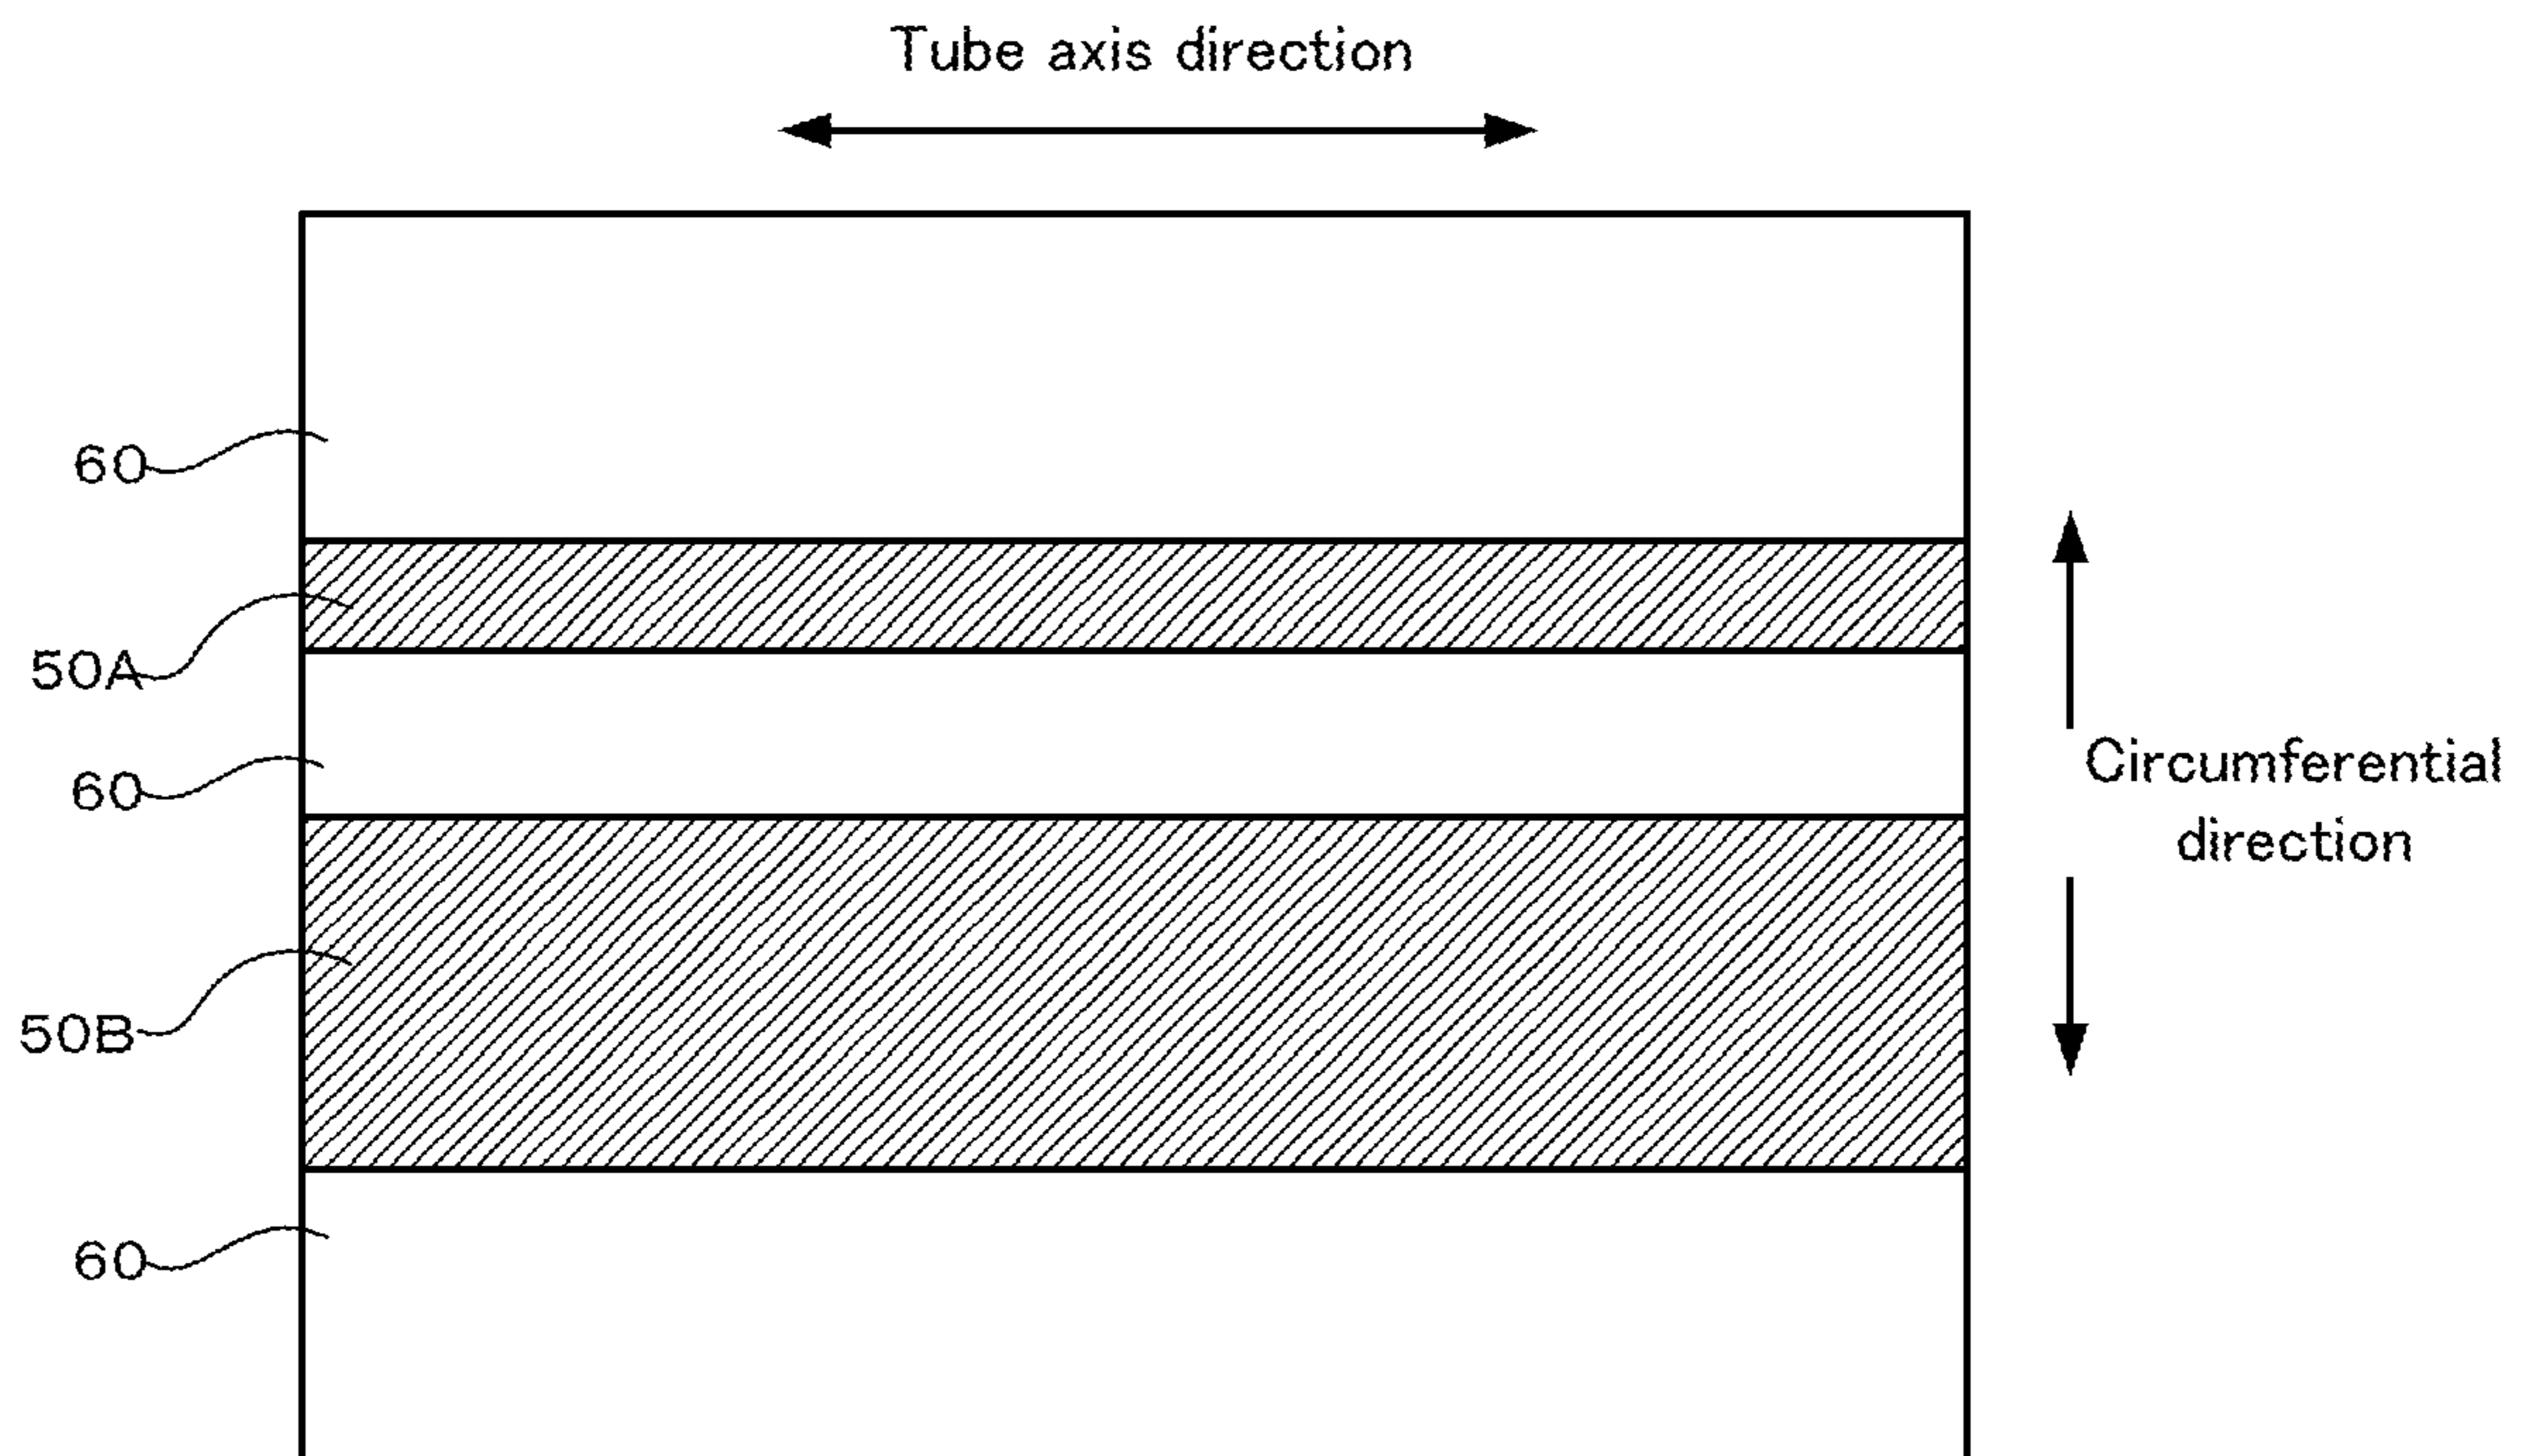 Tube axis direction
60
50A
60
Circumferential
direction
50B
60